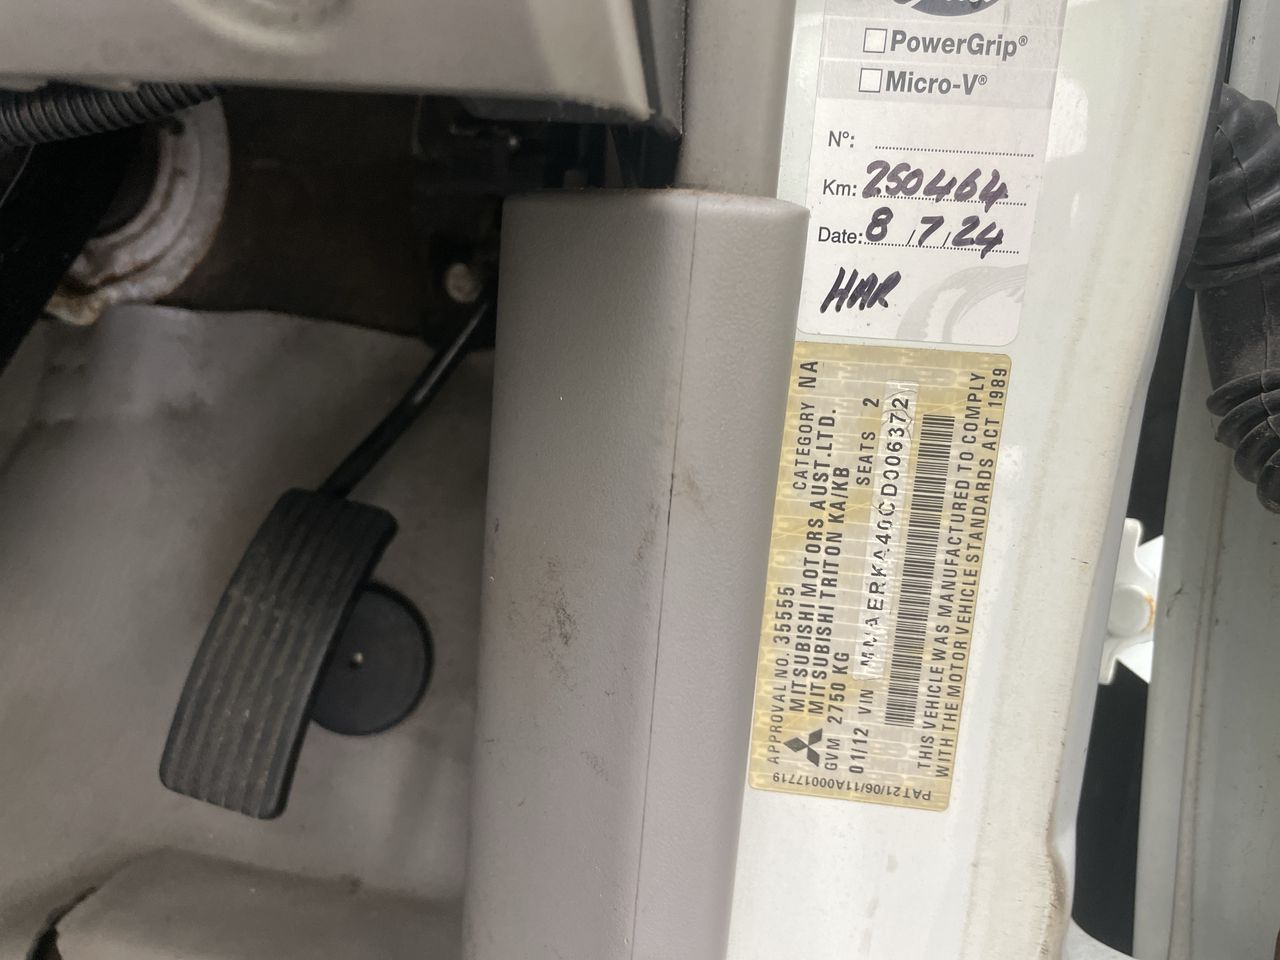 PowerGrip®
Micro-V®
Nº:
Km: 250464
Date: 8/7/24
HAR
APPROVAL NO. 35555 CATEGORY NA
MITSUBISHI MOTORS AUST.LTD.
MITSUBISHI TRITON KA/KB
GVM 2750 KG SEATS 2
01/12 VIN MMAERKA40CD006372
THIS VEHICLE WAS MANUFACTURED TO COMPLY
WITH THE MOTOR VEHICLE STANDARDS ACT 1989
PAT21/06/11A00017719